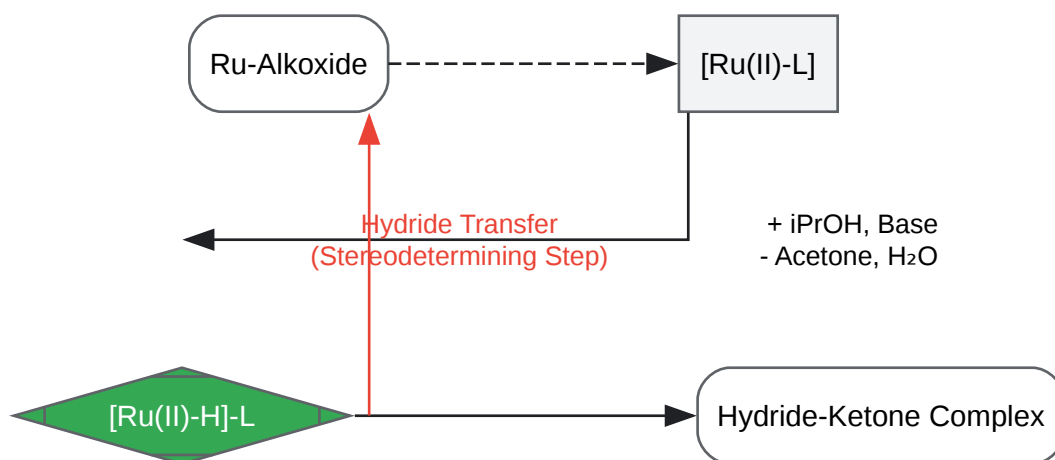 Ru-Alkoxide
[Ru(II)-L]
Hydride Transfer
(Stereodetermining Step)
+ iPrOH, Base
- Acetone, H₂O
[Ru(II)-H]-L
Hydride-Ketone Complex